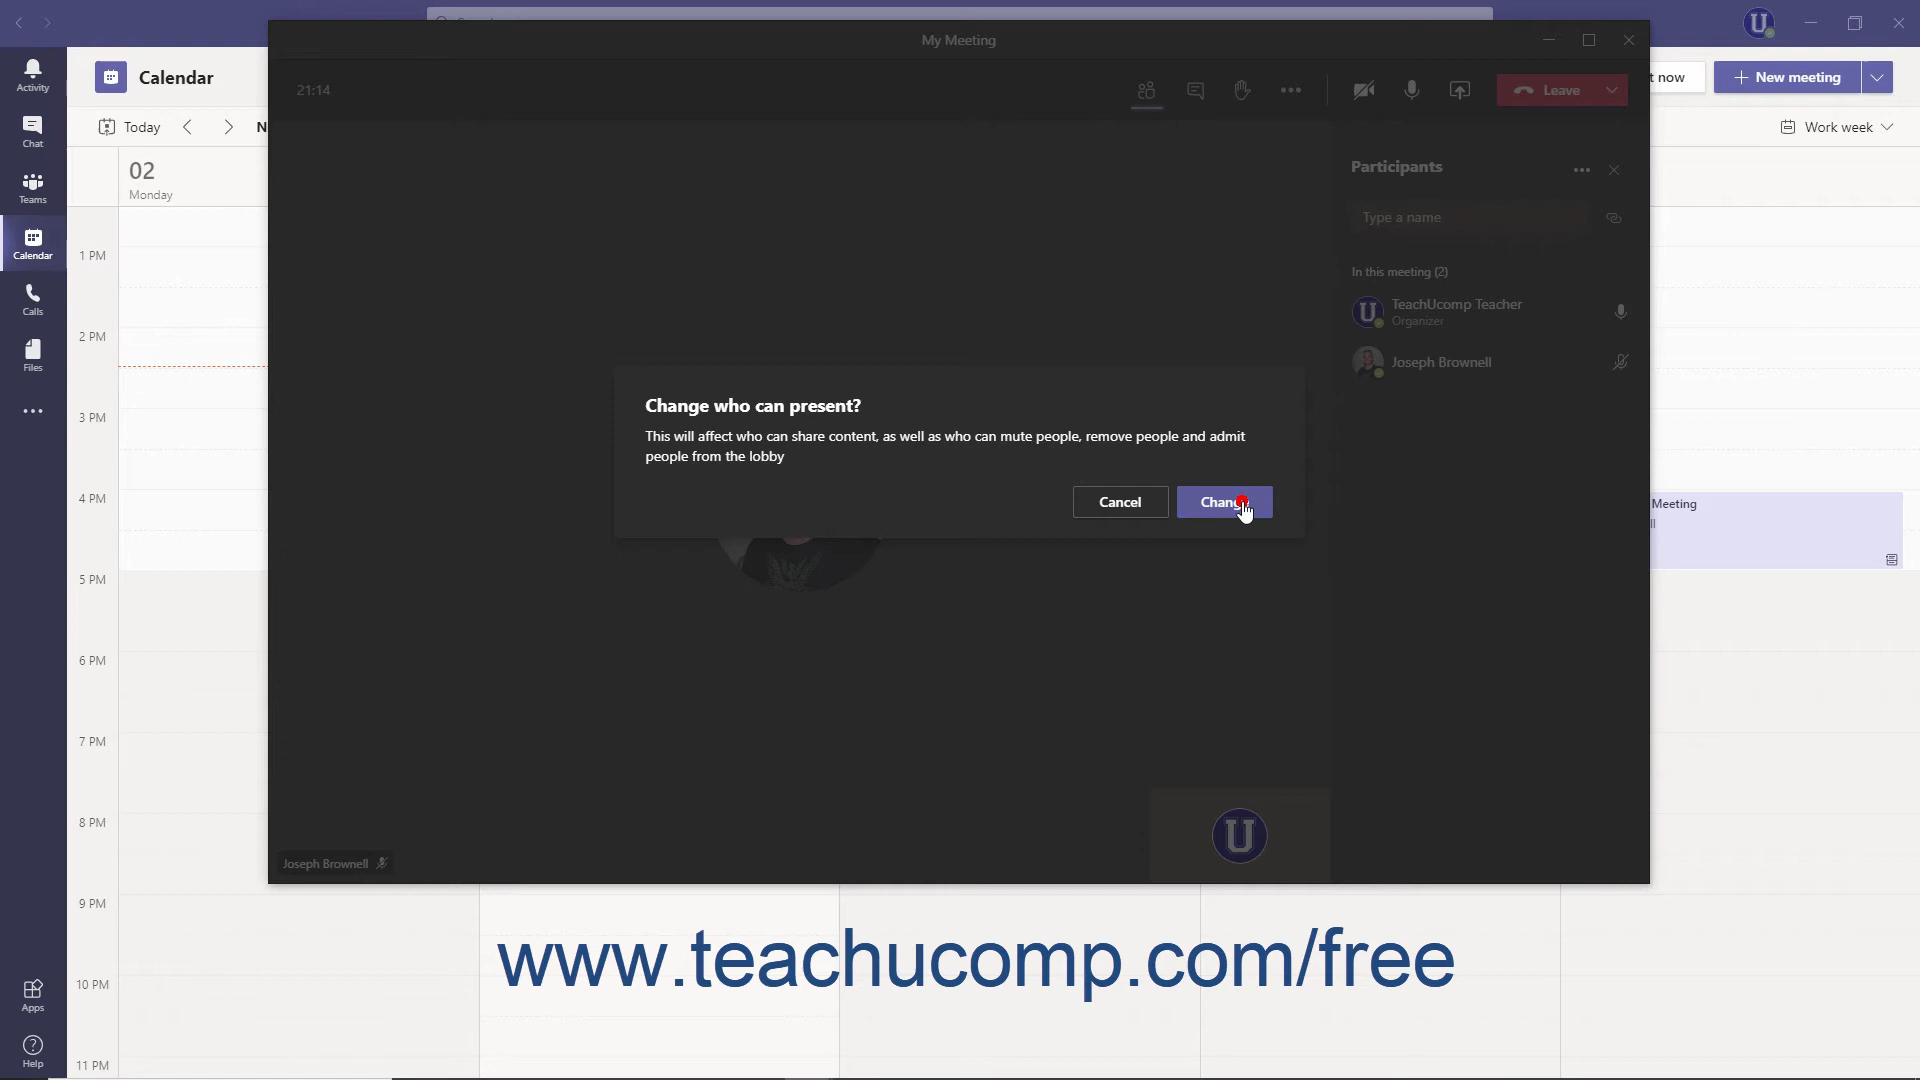 My Meeting
Activity
Chat
Teams
Calendar
Calls
Files
Apps
Help
Calendar
t now
New meeting
Today
N
Work week
02
Monday
1 PM
2 PM
3 PM
4 PM
5 PM
6 PM
7 PM
8 PM
9 PM
10 PM
11 PM
21:14
Leave
Participants
Type a name
In this meeting (2)
TeachUcomp Teacher
Organizer
Joseph Brownell
Change who can present?
This will affect who can share content, as well as who can mute people, remove people and admit
people from the lobby
Cancel
Chang
Meeting
ll
U
U
U
Joseph Brownell
www.teachucomp.com/free